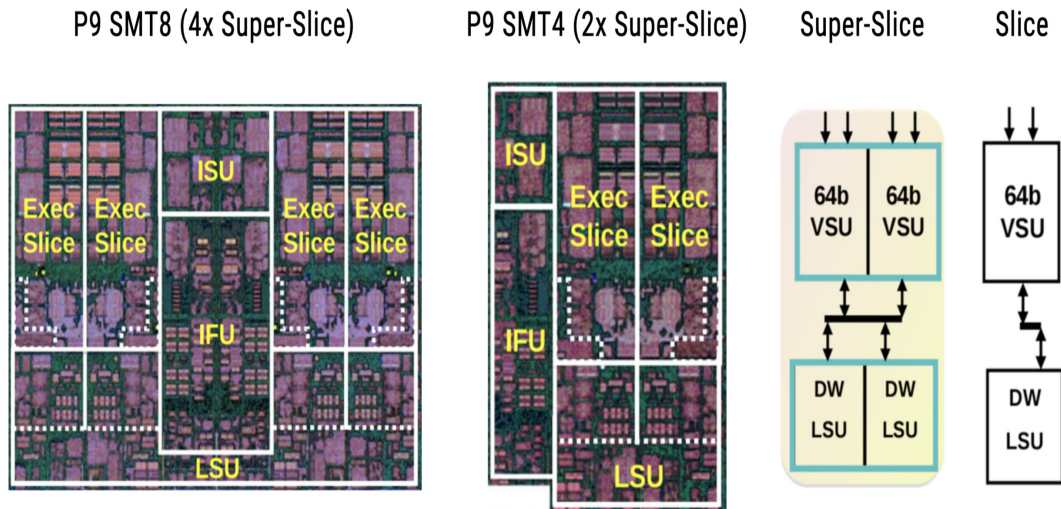 P9 SMT8 (4x Super-Slice)
P9 SMT4 (2x Super-Slice)
Super-Slice
Slice
ISU
Exec Exec
Slice Slice
Exec Exec
Slice Slice
IFU
LSU
ISU
Exec Exec
Slice Slice
IFU
LSU
64b 64b
VSU VSU
DW DW
LSU LSU
64b
VSU
DW
LSU